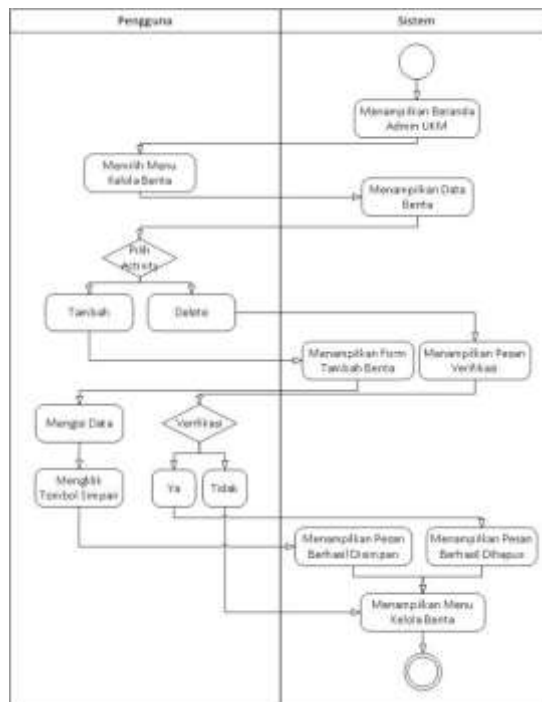 Pengguna
Sistem
Menampilkan Beranda
Admin UKM
Memilih Menu
Kelola Berita
Menampilkan Data
Berita
Pilih
Activity
Tambah
Delete
Menampilkan Form
Tambah Berita
Menampilkan Pesan
Verifikasi
Mengisi Data
Verifikasi
Mengklik
Tombol Simpan
Ya
Tidak
Menampilkan Pesan
Berhasil Disimpan
Menampilkan Pesan
Berhasil Dihapus
Menampilkan Menu
Kelola Berita